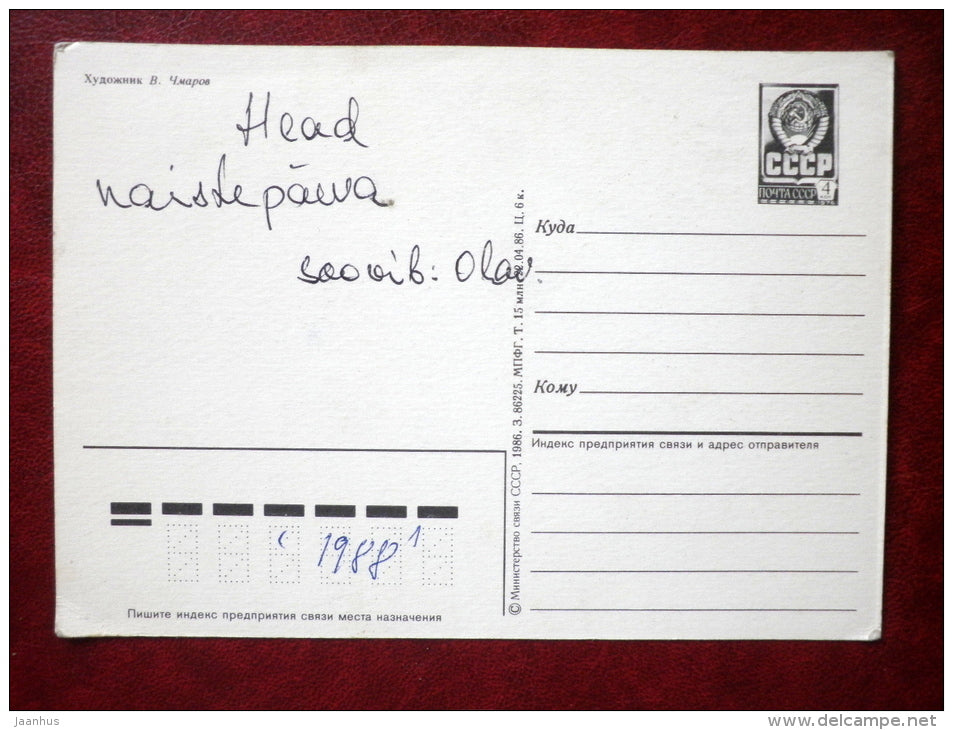 Художник В. Чмаров
Head
naistepäeva
soovib: Olav.
СССР
ПОЧТА СССР 4
Куда
Кому
Индекс предприятия связи и адрес отправителя
© Министерство связи СССР, 1986. З. 86225. МПФГ. Т. 15 млн. 22.04.86. Ц. 6 к.
( 1988 )
Пишите индекс предприятия связи места назначения
Jaanhus
www.delcampe.net